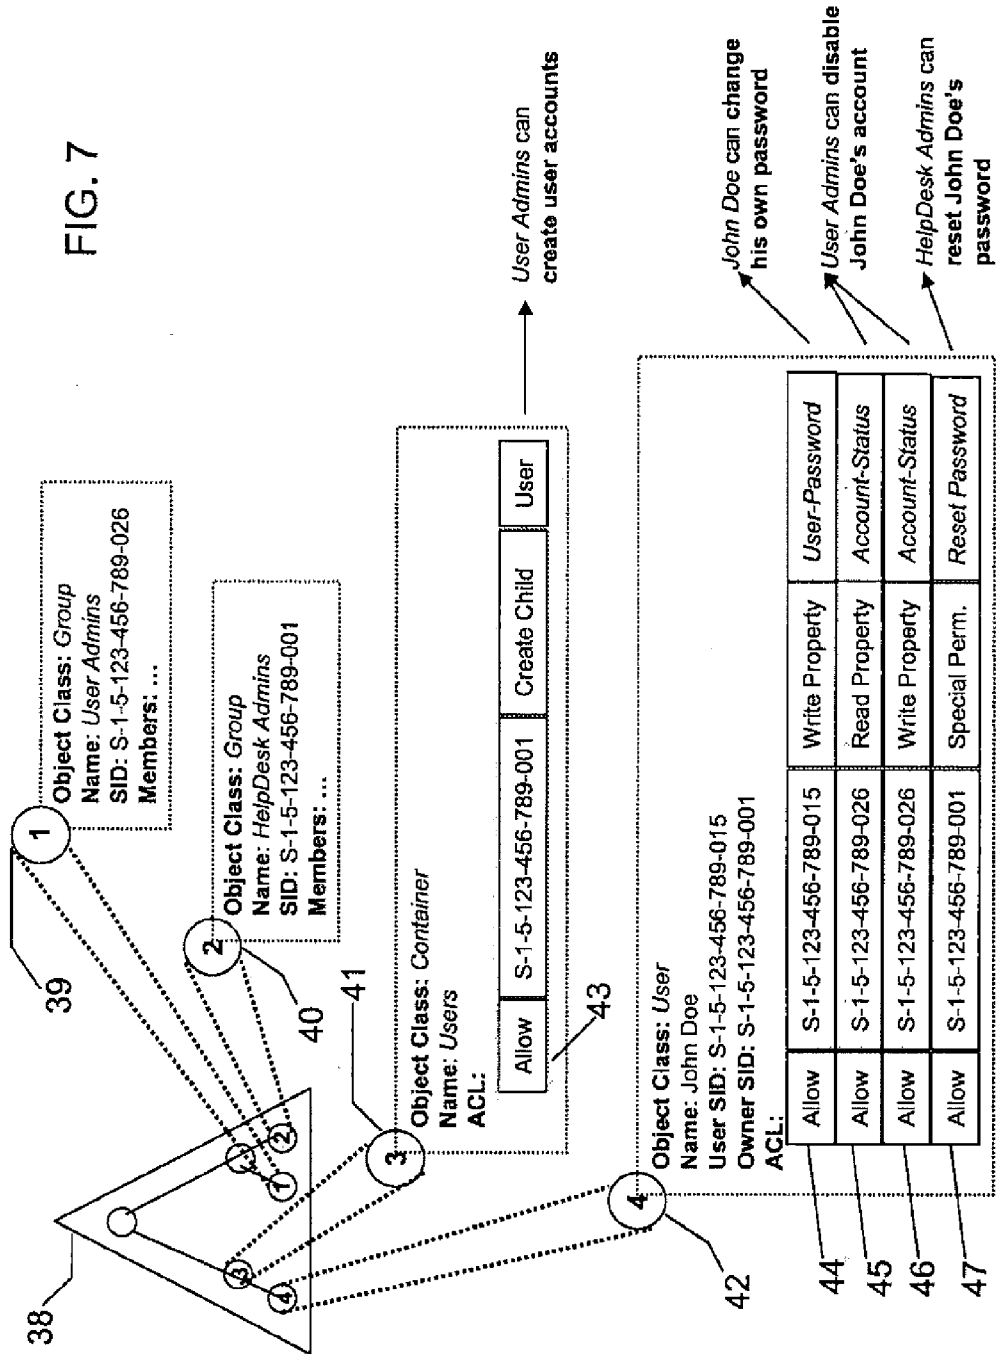 FIG. 7
38
39
1
Object Class: Group
Name: User Admins
SID: S-1-5-123-456-789-026
Members: ...
2
40
Object Class: Group
Name: HelpDesk Admins
SID: S-1-5-123-456-789-001
Members: ...
1
2
3
4
41
3
Object Class: Container
Name: Users
ACL:
Allow S-1-5-123-456-789-001 Create Child User
43
User Admins can
create user accounts
4
42
Object Class: User
Name: John Doe
User SID: S-1-5-123-456-789-015
Owner SID: S-1-5-123-456-789-001
ACL:
44 Allow S-1-5-123-456-789-015 Write Property User-Password
45 Allow S-1-5-123-456-789-026 Read Property Account-Status
46 Allow S-1-5-123-456-789-026 Write Property Account-Status
47 Allow S-1-5-123-456-789-001 Special Perm. Reset Password
John Doe can change
his own password
User Admins can disable
John Doe's account
HelpDesk Admins can
reset John Doe's
password